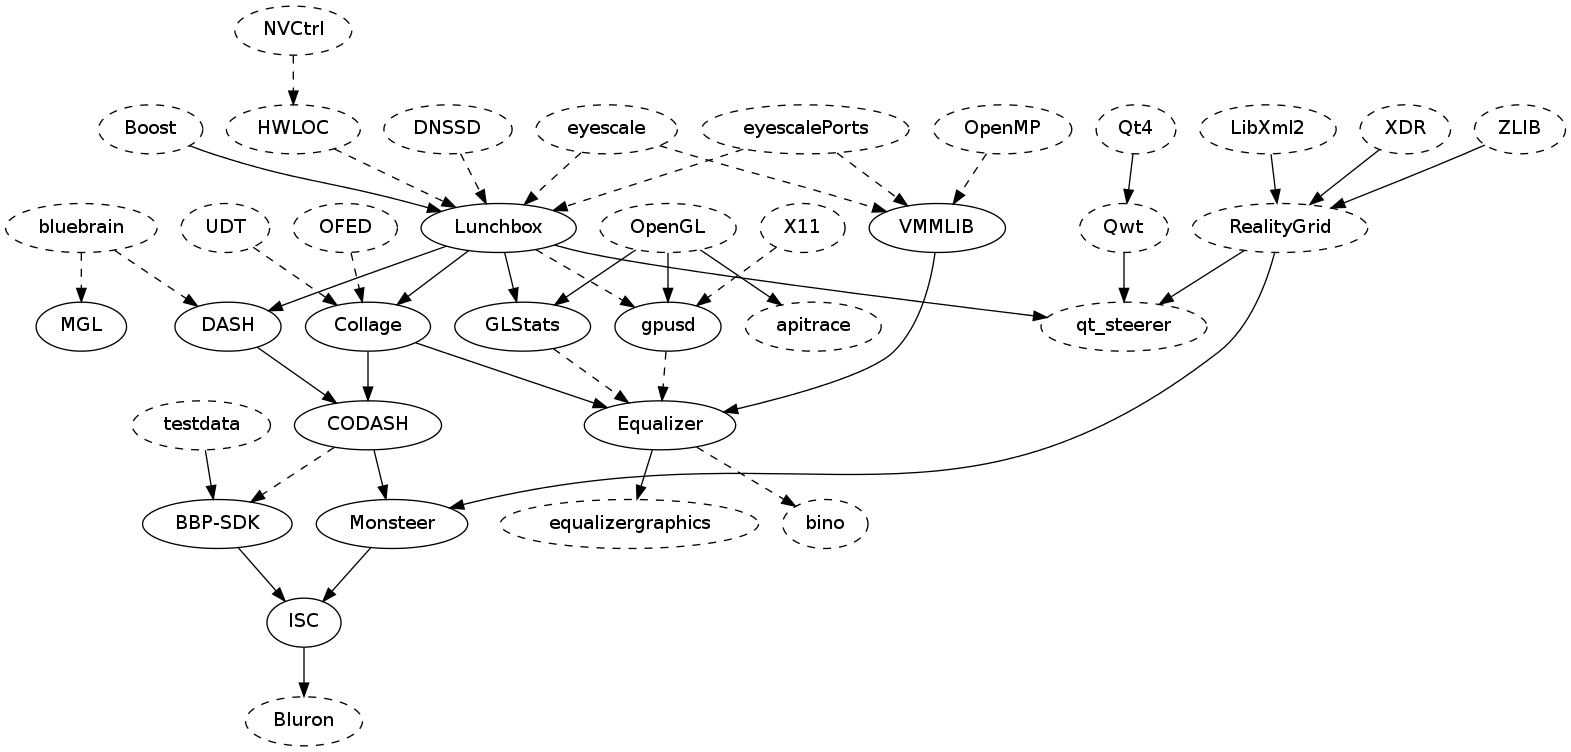 NVCtrl
Boost
HWLOC
DNSSD
eyescale
eyescalePorts
OpenMP
Qt4
LibXml2
XDR
ZLIB
bluebrain
UDT
OFED
Lunchbox
OpenGL
X11
VMMLIB
Qwt
RealityGrid
MGL
DASH
Collage
GLStats
gpusd
apitrace
qt_steerer
testdata
CODASH
Equalizer
BBP-SDK
Monsteer
equalizergraphics
bino
ISC
Bluron